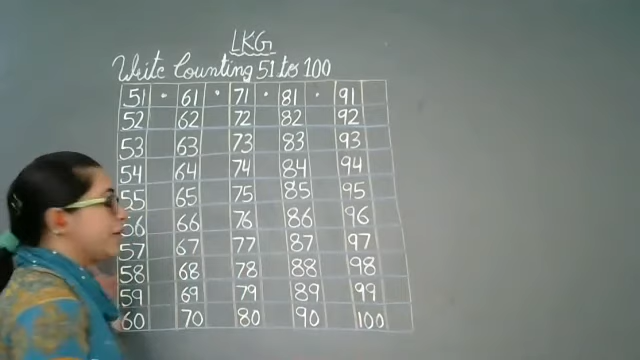 LKG
Write Counting 51 to 100
51 61 71 81 91
52 62 72 82 92
53 63 73 83 93
54 64 74 84 94
55 65 75 85 95
56 66 76 86 96
57 67 77 87 97
58 68 78 88 98
59 69 79 89 99
60 70 80 90 100